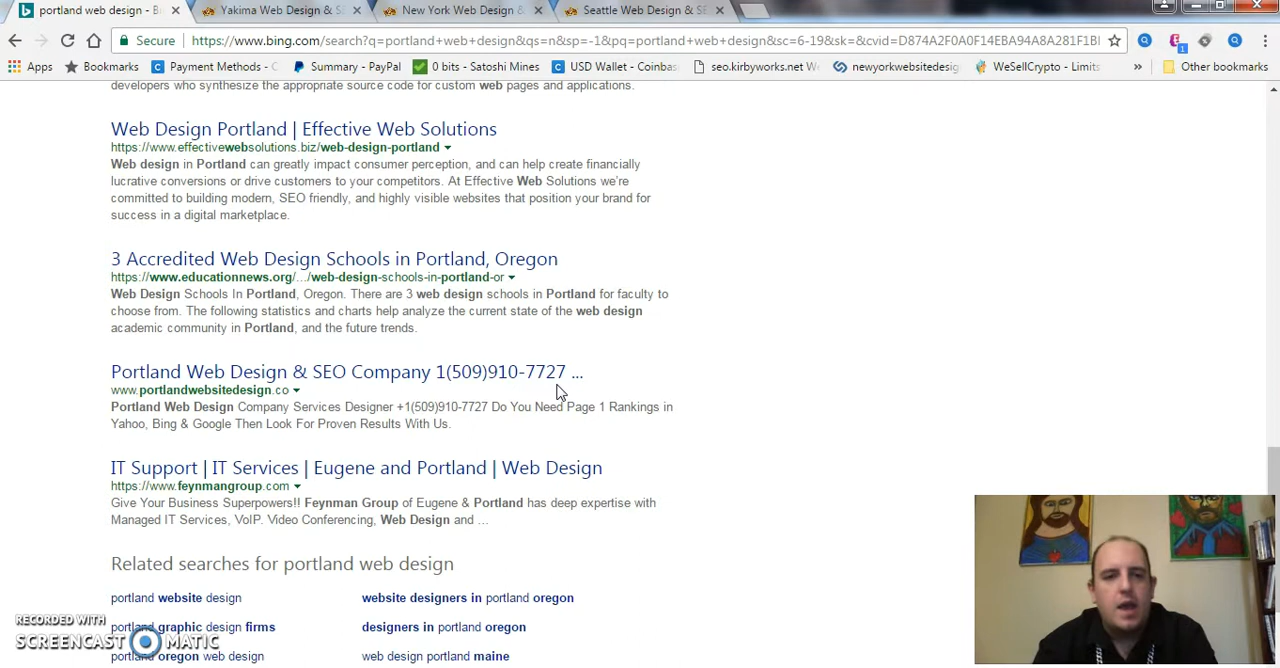 portland web design - B
Yakima Web Design & SE
New York Web Design &
Seattle Web Design & SE
Secure
https://www.bing.com/search?q=portland+web+design&qs=n&sp=-1&pq=portland+web+design&sc=6-19&sk=&cvid=D874A2F0A0F14EBA94A8A281F1B
Apps
Bookmarks
Payment Methods - C
Summary - PayPal
0 bits - Satoshi Mines
USD Wallet - Coinbas
seo.kirbyworks.net W
newyorkwebsitedesig
WeSellCrypto - Limits
»
Other bookmarks
developers who synthesize the appropriate source code for custom web pages and applications.
Web Design Portland | Effective Web Solutions
https://www.effectivewebsolutions.biz/web-design-portland
Web design in Portland can greatly impact consumer perception, and can help create financially
lucrative conversions or drive customers to your competitors. At Effective Web Solutions we're
committed to building modern, SEO friendly, and highly visible websites that position your brand for
success in a digital marketplace.
3 Accredited Web Design Schools in Portland, Oregon
https://www.educationnews.org/.../web-design-schools-in-portland-or
Web Design Schools In Portland, Oregon. There are 3 web design schools in Portland for faculty to
choose from. The following statistics and charts help analyze the current state of the web design
academic community in Portland, and the future trends.
Portland Web Design & SEO Company 1(509)910-7727 ...
www.portlandwebsitedesign.co
Portland Web Design Company Services Designer +1(509)910-7727 Do You Need Page 1 Rankings in
Yahoo, Bing & Google Then Look For Proven Results With Us.
IT Support | IT Services | Eugene and Portland | Web Design
https://www.feynmangroup.com
Give Your Business Superpowers!! Feynman Group of Eugene & Portland has deep expertise with
Managed IT Services, VoIP. Video Conferencing, Web Design and ...
Related searches for portland web design
portland website design
website designers in portland oregon
portland graphic design firms
designers in portland oregon
portland oregon web design
web design portland maine
RECORDED WITH
SCREENCAST MATIC